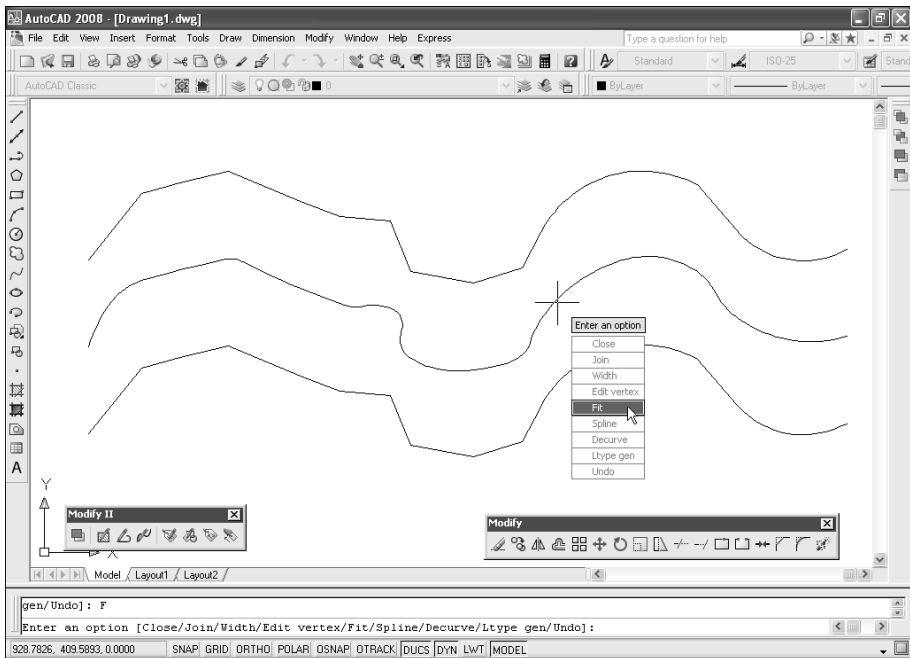 AutoCAD 2008 - [Drawing1.dwg]
File Edit View Insert Format Tools Draw Dimension Modify Window Help Express
Type a question for help
Standard ISO-25 Stand
AutoCAD Classic 0 ByLayer ByLayer
Enter an option
Close
Join
Width
Edit vertex
Fit
Spline
Decurve
Ltype gen
Undo
A
Y
X
Modify II
Modify
Model Layout1 Layout2
gen/Undo]: F
Enter an option [Close/Join/Width/Edit vertex/Fit/Spline/Decurve/Ltype gen/Undo]:
928.7826, 409.5893, 0.0000 SNAP GRID ORTHO POLAR OSNAP OTRACK DUCS DYN LWT MODEL